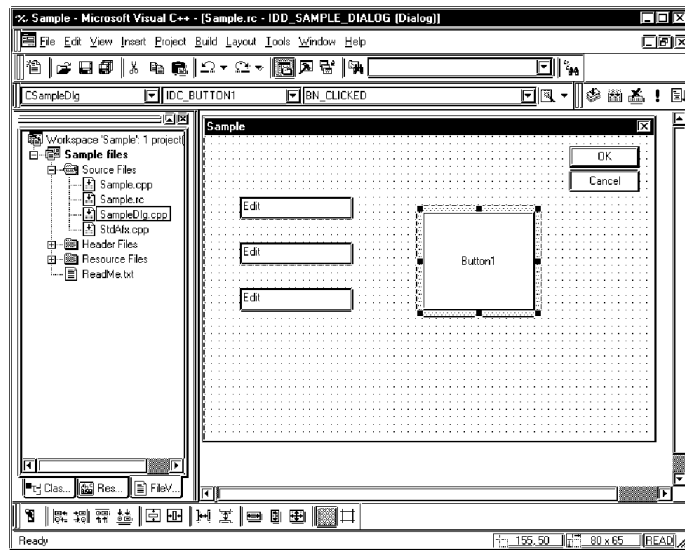 Sample - Microsoft Visual C++ - [Sample.rc - IDD_SAMPLE_DIALOG (Dialog)]
File Edit View Insert Project Build Layout Tools Window Help
CSampleDlg IDC_BUTTON1 BN_CLICKED
Workspace 'Sample': 1 project(
Sample files
Source Files
Sample.cpp
Sample.rc
SampleDlg.cpp
StdAfx.cpp
Header Files
Resource Files
ReadMe.txt
Clas... Res... FileV...
Sample
OK
Cancel
Edit
Edit
Edit
Button1
Ready 155, 50 80 x 65 READ